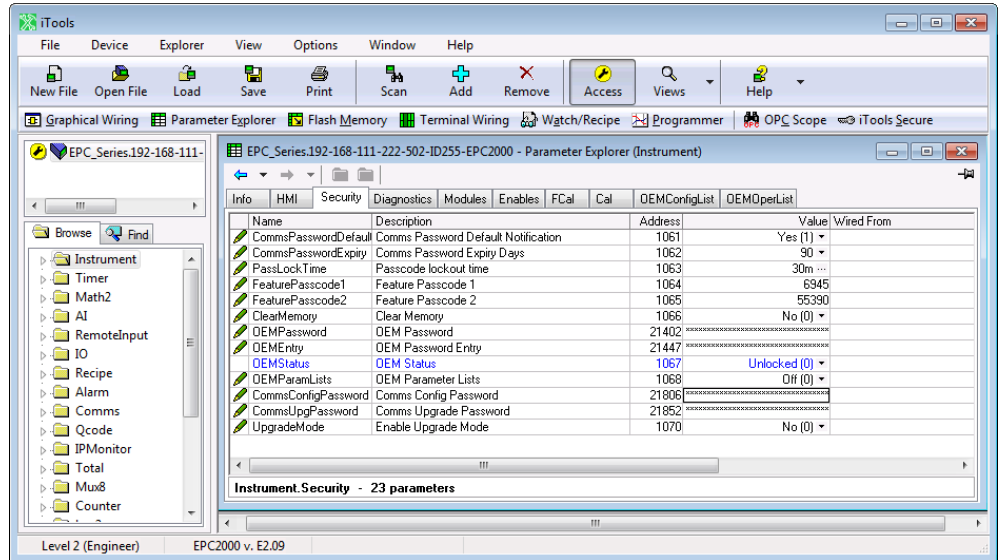 iTools
File Device Explorer View Options Window Help
New File Open File Load Save Print Scan Add Remove Access Views Help
Graphical Wiring Parameter Explorer Flash Memory Terminal Wiring Watch/Recipe Programmer OPC Scope iTools Secure
EPC_Series.192-168-111-
Browse Find
Instrument
Timer
Math2
AI
RemoteInput
IO
Recipe
Alarm
Comms
Qcode
IPMonitor
Total
Mux8
Counter
EPC_Series.192-168-111-222-502-ID255-EPC2000 - Parameter Explorer (Instrument)
Info HMI Security Diagnostics Modules Enables FCal Cal OEMConfigList OEMOperList
Name Description Address Value Wired From
CommsPasswordDefault Comms Password Default Notification 1061 Yes (1)
CommsPasswordExpiry Comms Password Expiry Days 1062 90
PassLockTime Passcode lockout time 1063 30m ...
FeaturePasscode1 Feature Passcode 1 1064 6945
FeaturePasscode2 Feature Passcode 2 1065 55390
ClearMemory Clear Memory 1066 No (0)
OEMPassword OEM Password 21402
OEMEntry OEM Password Entry 21447
OEMStatus OEM Status 1067 Unlocked (0)
OEMParamLists OEM Parameter Lists 1068 Off (0)
CommsConfigPassword Comms Config Password 21806
CommsUpgPassword Comms Upgrade Password 21852
UpgradeMode Enable Upgrade Mode 1070 No (0)
Instrument.Security - 23 parameters
Level 2 (Engineer) EPC2000 v. E2.09